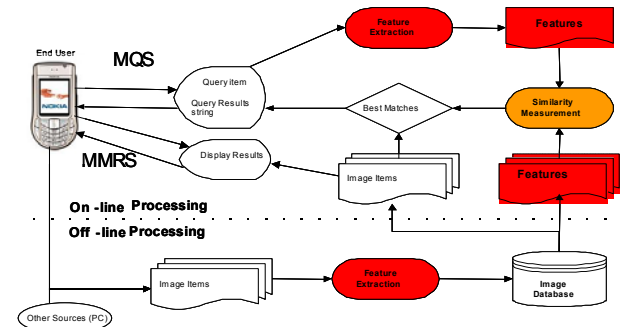 Feature
Extraction
Features
End User
MQS
Query item
Query Results
string
Best Matches
Similarity
Measurement
NOKIA
MMRS
Display Results
Image Items
Features
On -line Processing
Off -line Processing
Image Items
Feature
Extraction
Image
Database
Other Sources (PC)